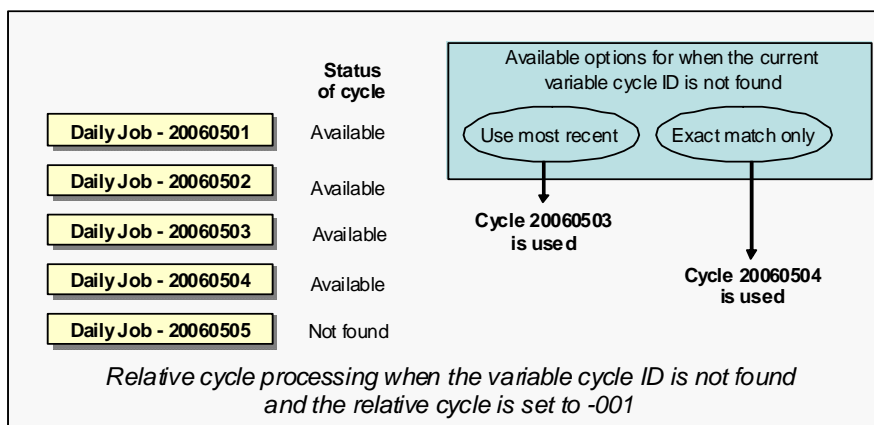 Status
of cycle
Daily Job - 20060501
Available
Daily Job - 20060502
Available
Daily Job - 20060503
Available
Daily Job - 20060504
Available
Daily Job - 20060505
Not found
Available options for when the current
variable cycle ID is not found
Use most recent
Exact match only
Cycle 20060503
is used
Cycle 20060504
is used
Relative cycle processing when the variable cycle ID is not found
and the relative cycle is set to -001